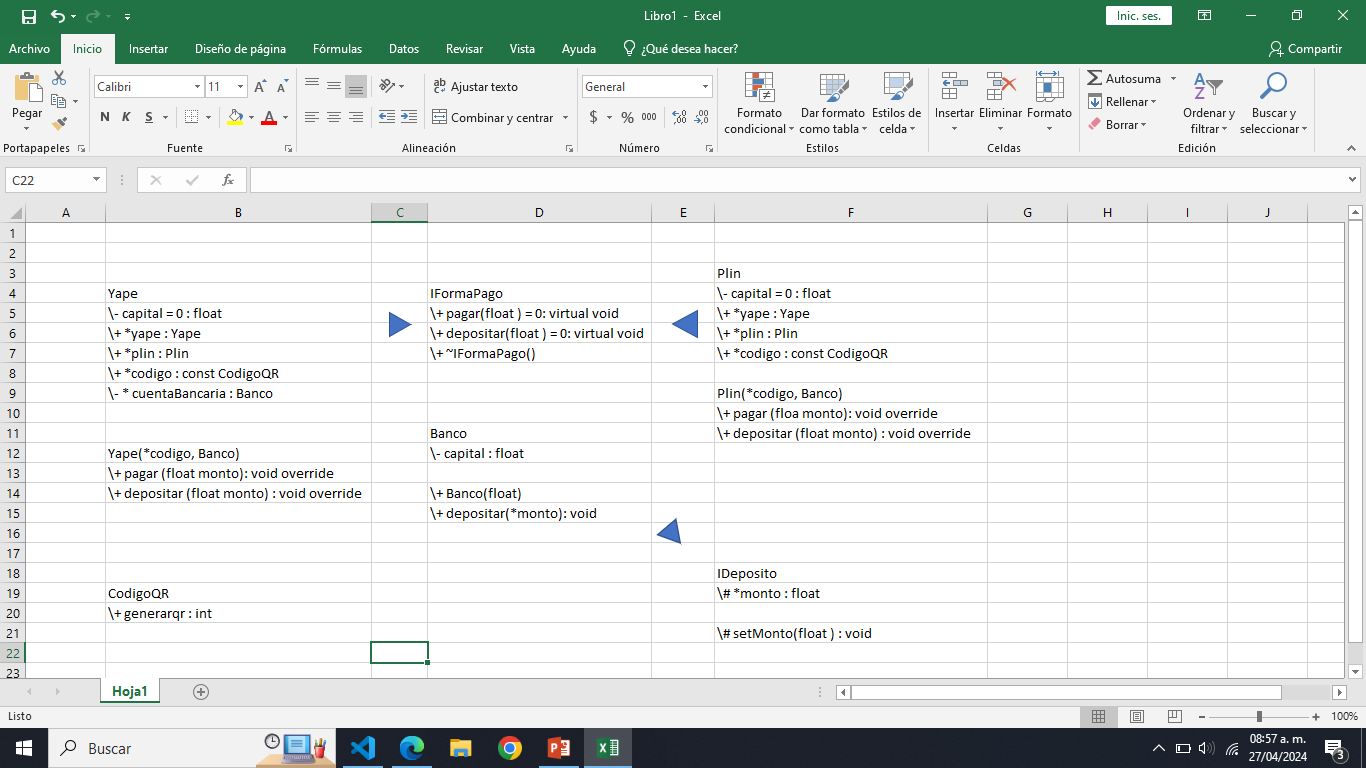 Libro1 - Excel
Inic. ses.
Archivo Inicio Insertar Diseño de página Fórmulas Datos Revisar Vista Ayuda ¿Qué desea hacer? Compartir
Pegar
Portapapeles
Calibri 11
N K S
Fuente
Ajustar texto
Combinar y centrar
Alineación
General
$ % 000
Número
Formato condicional
Dar formato como tabla
Estilos de celda
Estilos
Insertar Eliminar Formato
Celdas
Autosuma
Rellenar
Borrar
Ordenar y filtrar
Buscar y seleccionar
Edición
C22 fx
A B C D E F G H I J
1
2
3 Plin
4 Yape IFormaPago \- capital = 0 : float
5 \- capital = 0 : float \+ pagar(float ) = 0: virtual void \+ *yape : Yape
6 \+ *yape : Yape \+ depositar(float ) = 0: virtual void \+ *plin : Plin
7 \+ *plin : Plin \+ ~IFormaPago() \+ *codigo : const CodigoQR
8 \+ *codigo : const CodigoQR
9 \- * cuentaBancaria : Banco Plin(*codigo, Banco)
10 \+ pagar (floa monto): void override
11 Banco \+ depositar (float monto) : void override
12 Yape(*codigo, Banco) \- capital : float
13 \+ pagar (float monto): void override
14 \+ depositar (float monto) : void override \+ Banco(float)
15 \+ depositar(*monto): void
16
17
18 IDeposito
19 CodigoQR \# *monto : float
20 \+ generarqr : int
21 \# setMonto(float ) : void
22
23
Hoja1
Listo 100%
Buscar
08:57 a. m.
27/04/2024
3